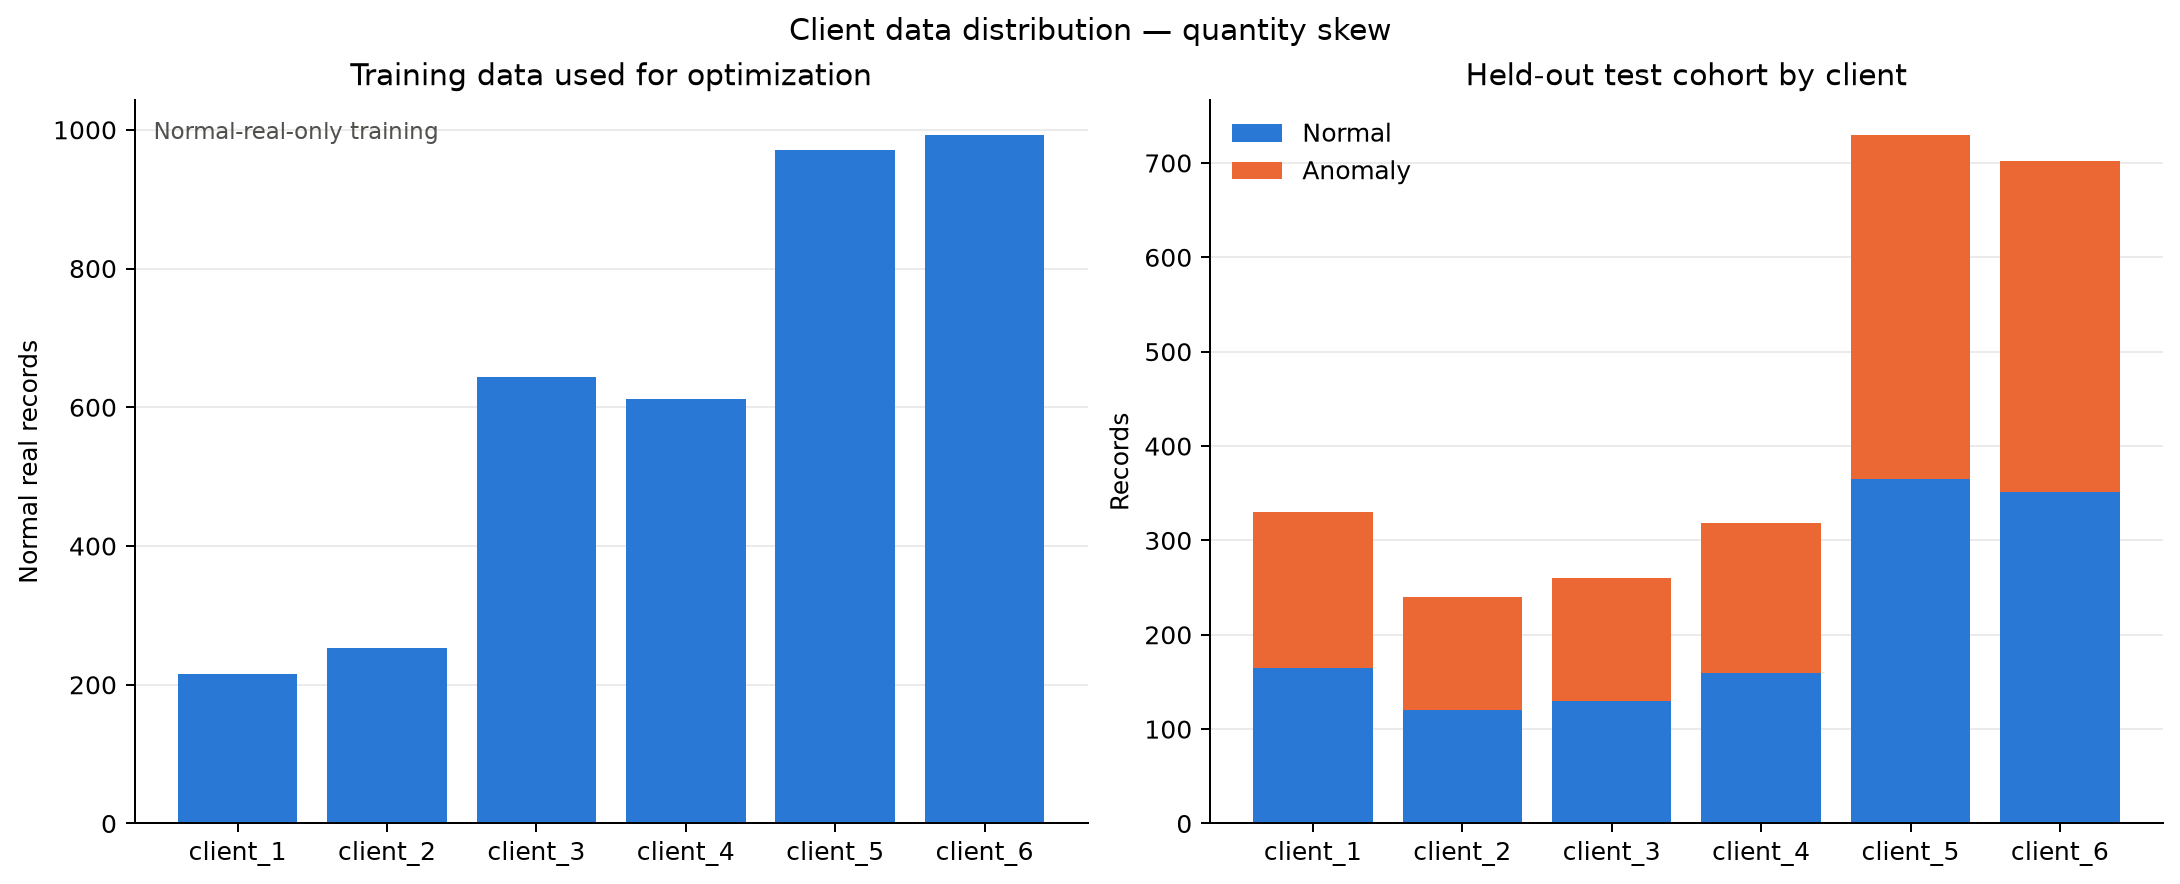 Client data distribution — quantity skew
Training data used for optimization
Normal-real-only training
Normal real records
1000
800
600
400
200
0
client_1 client_2 client_3 client_4 client_5 client_6
Held-out test cohort by client
Normal
Anomaly
Records
700
600
500
400
300
200
100
0
client_1 client_2 client_3 client_4 client_5 client_6